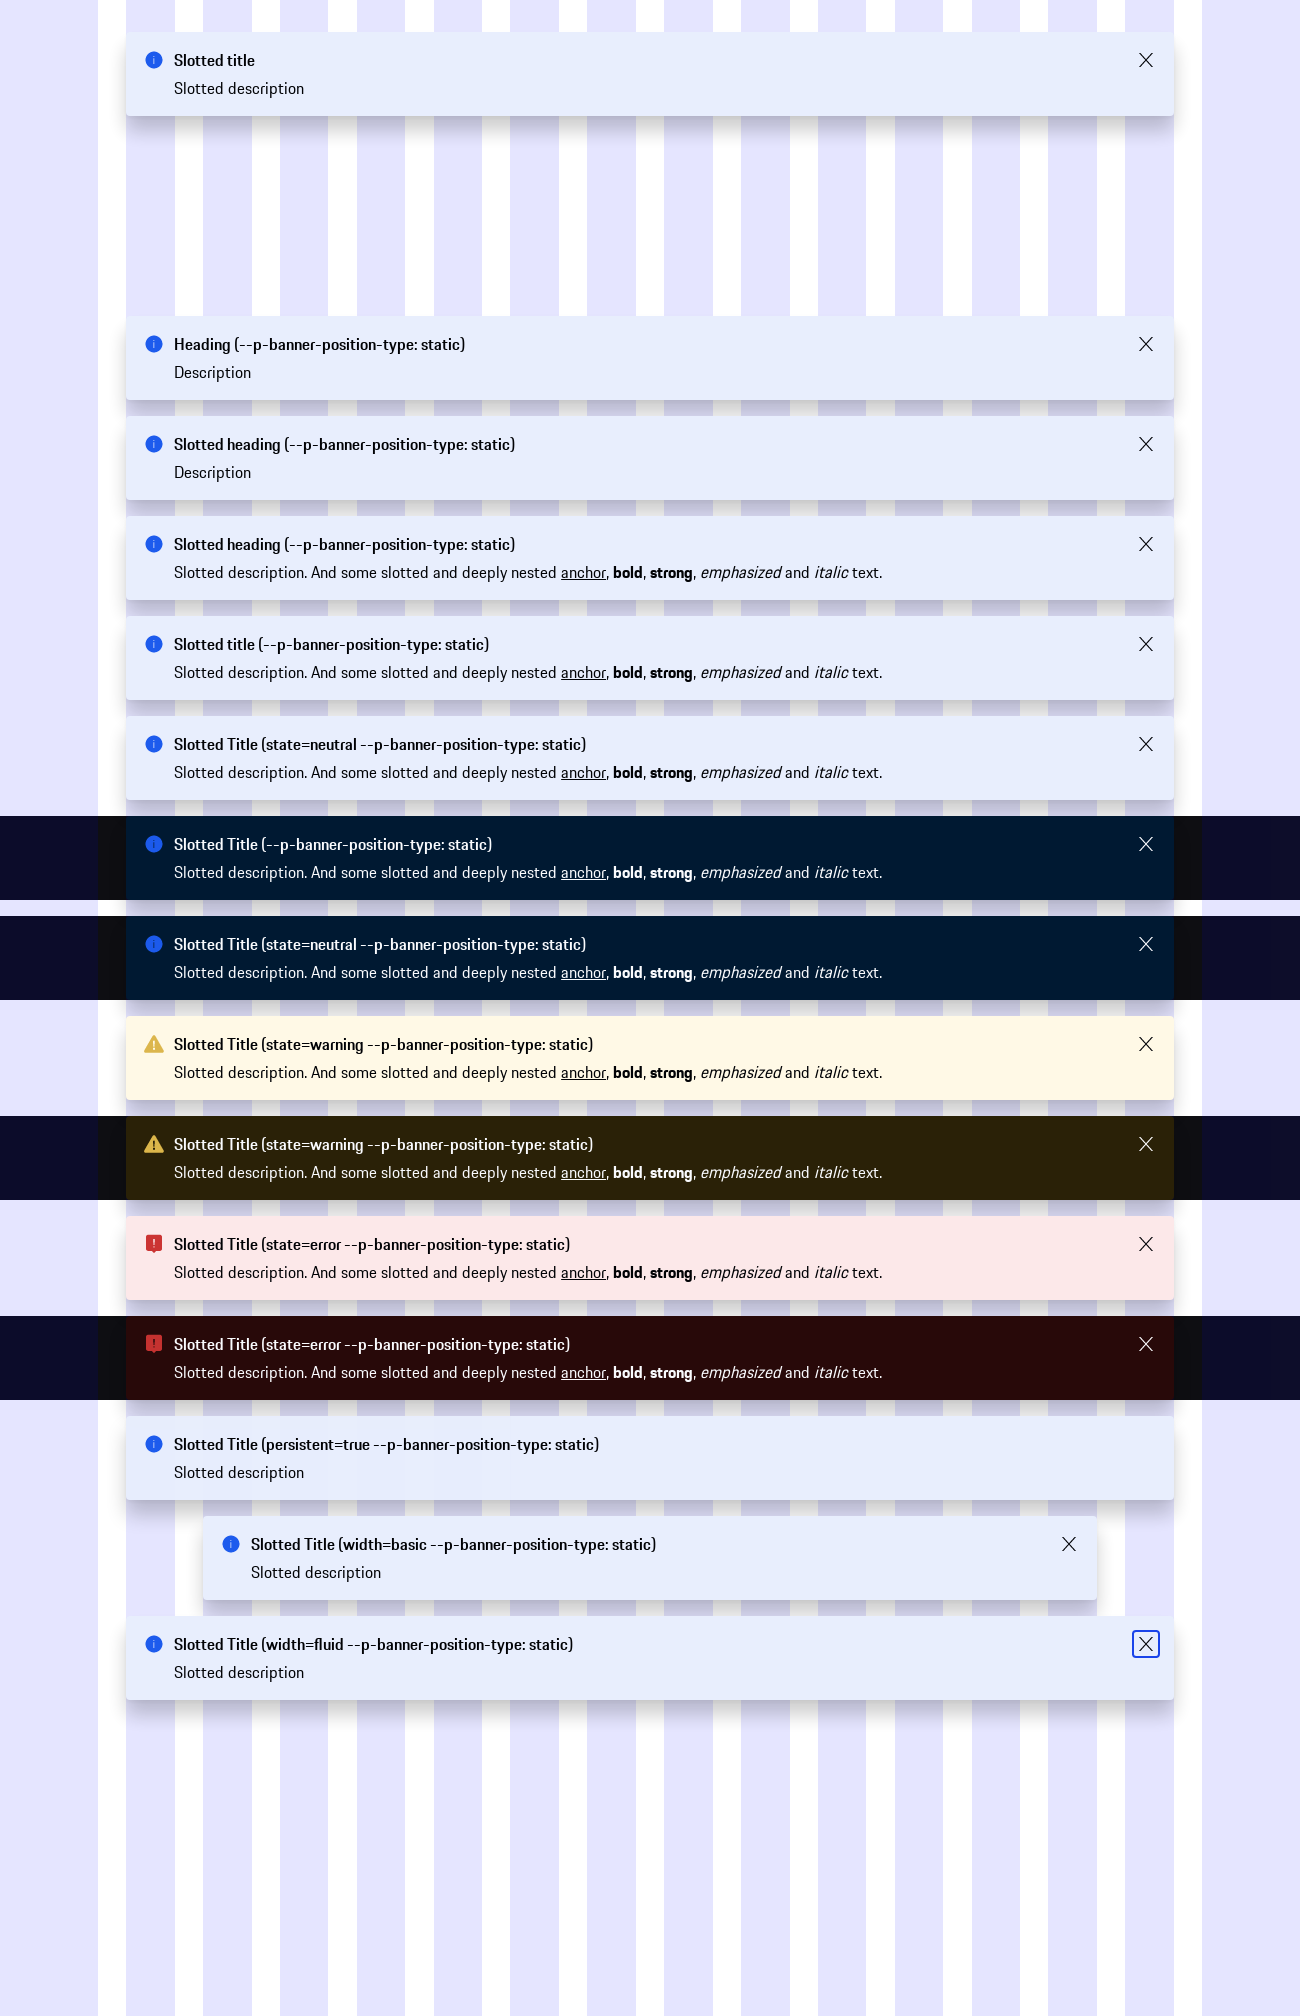 Slotted title
Slotted description
Heading (--p-banner-position-type: static)
Description
Slotted heading (--p-banner-position-type: static)
Description
Slotted heading (--p-banner-position-type: static)
Slotted description. And some slotted and deeply nested anchor, bold, strong, emphasized and italic text.
Slotted title (--p-banner-position-type: static)
Slotted description. And some slotted and deeply nested anchor, bold, strong, emphasized and italic text.
Slotted Title (state=neutral --p-banner-position-type: static)
Slotted description. And some slotted and deeply nested anchor, bold, strong, emphasized and italic text.
Slotted Title (--p-banner-position-type: static)
Slotted description. And some slotted and deeply nested anchor, bold, strong, emphasized and italic text.
Slotted Title (state=neutral --p-banner-position-type: static)
Slotted description. And some slotted and deeply nested anchor, bold, strong, emphasized and italic text.
Slotted Title (state=warning --p-banner-position-type: static)
Slotted description. And some slotted and deeply nested anchor, bold, strong, emphasized and italic text.
Slotted Title (state=warning --p-banner-position-type: static)
Slotted description. And some slotted and deeply nested anchor, bold, strong, emphasized and italic text.
Slotted Title (state=error --p-banner-position-type: static)
Slotted description. And some slotted and deeply nested anchor, bold, strong, emphasized and italic text.
Slotted Title (state=error --p-banner-position-type: static)
Slotted description. And some slotted and deeply nested anchor, bold, strong, emphasized and italic text.
Slotted Title (persistent=true --p-banner-position-type: static)
Slotted description
Slotted Title (width=basic --p-banner-position-type: static)
Slotted description
Slotted Title (width=fluid --p-banner-position-type: static)
Slotted description